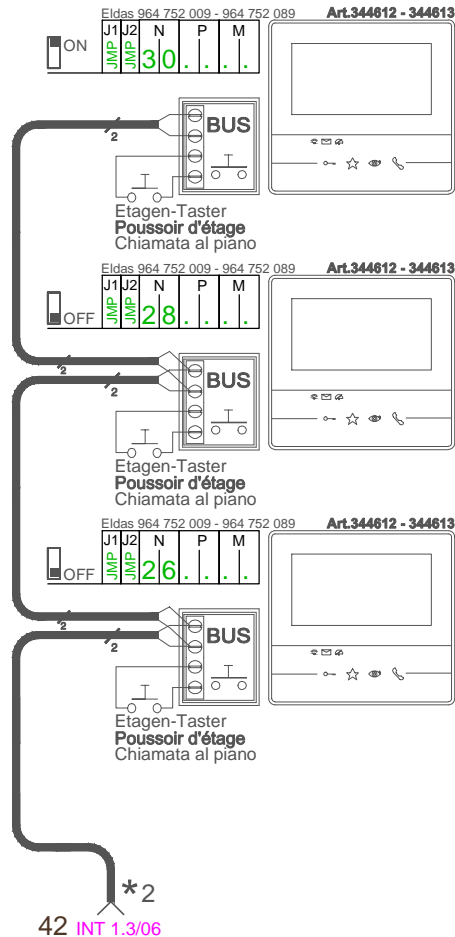 Eldas 964 752 009 - 964 752 089 Art.344612 - 344613
ON J1 J2 N P M
JMP JMP 3 0 . . . .
BUS
2
Etagen-Taster
Poussoir d'étage
Chiamata al piano
Eldas 964 752 009 - 964 752 089 Art.344612 - 344613
J1 J2 N P M
OFF JMP JMP 2 8 . . . .
2
BUS
2
Etagen-Taster
Poussoir d'étage
Chiamata al piano
Eldas 964 752 009 - 964 752 089 Art.344612 - 344613
J1 J2 N P M
OFF JMP JMP 2 6 . . . .
2
BUS
2
Etagen-Taster
Poussoir d'étage
Chiamata al piano
*2
42 INT 1.3/06